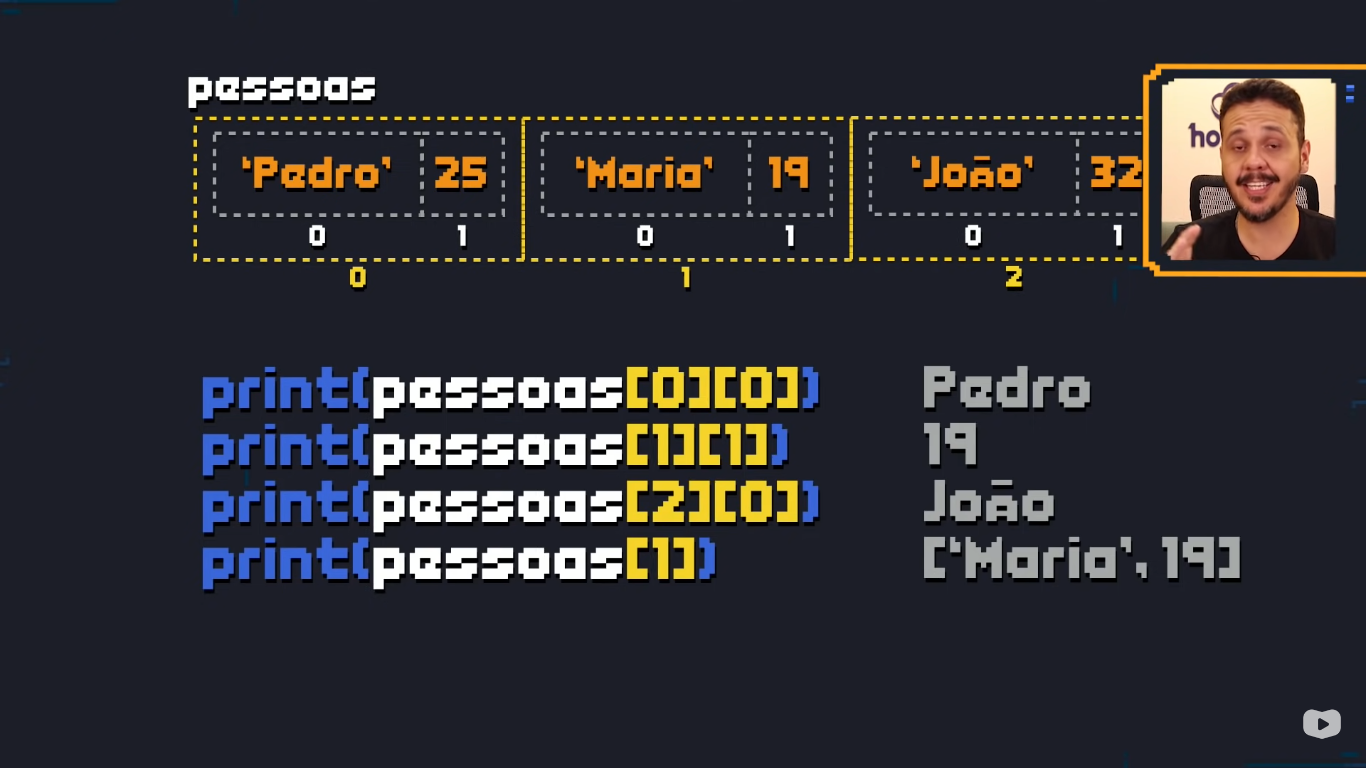 pessoas
'Pedro' 25 'Maria' 19 'João' 32
0 1 0 1 0 1
0 1 2
print(pessoas[0][0]) Pedro
print(pessoas[1][1]) 19
print(pessoas[2][0]) João
print(pessoas[1]) ['Maria', 19]